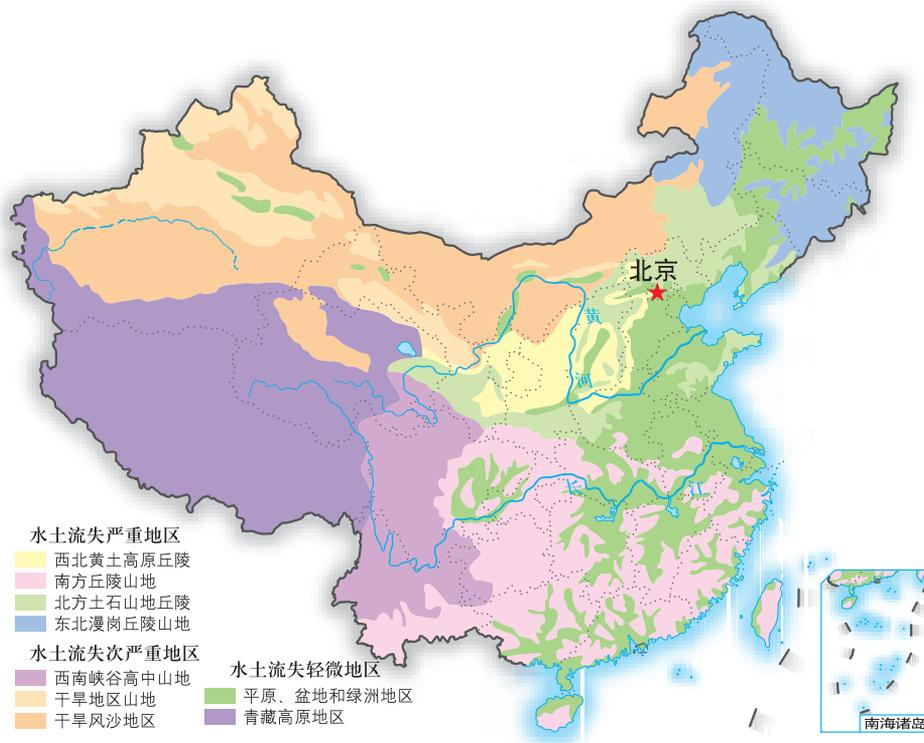 北京
黄
河
长
江
水土流失严重地区
西北黄土高原丘陵
南方丘陵山地
北方土石山地丘陵
东北漫岗丘陵山地
水土流失次严重地区
西南峡谷高中山地
干旱地区山地
干旱风沙地区
水土流失轻微地区
平原、盆地和绿洲地区
青藏高原地区
南海诸岛